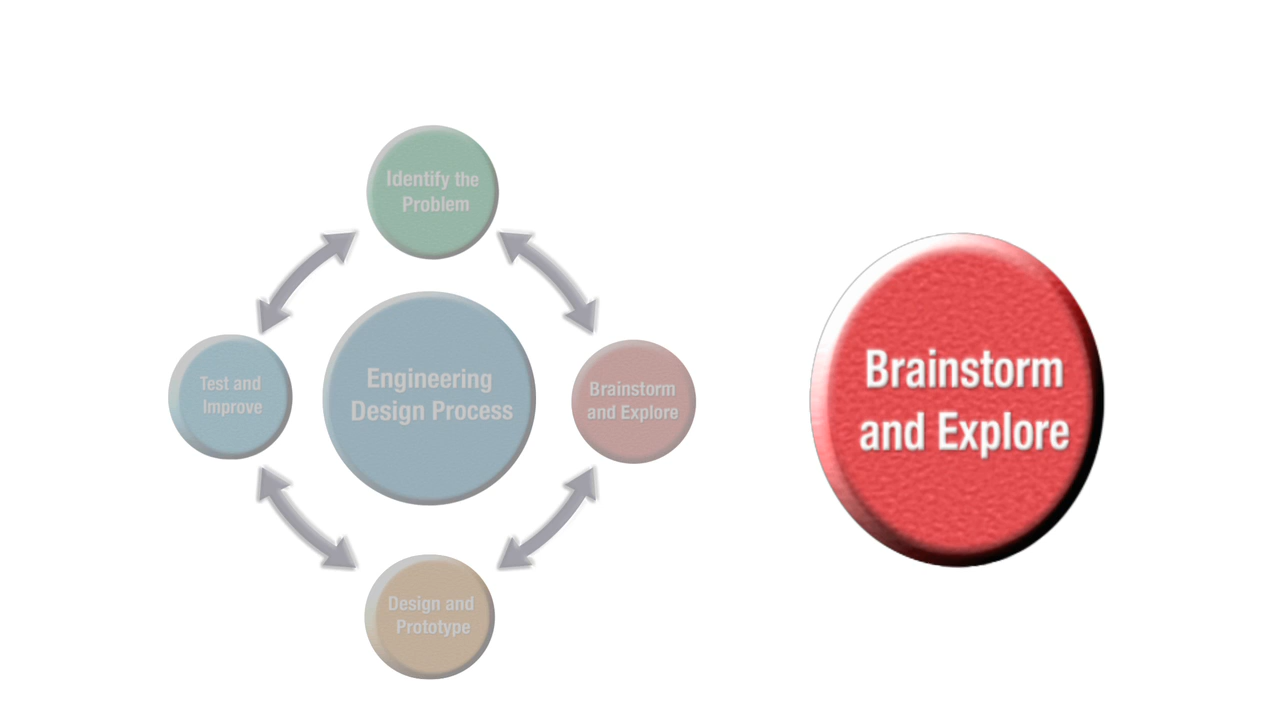 Identify the
Problem
Engineering
Design Process
Test and
Improve
Brainstorm
and Explore
Design and
Prototype
Brainstorm
and Explore